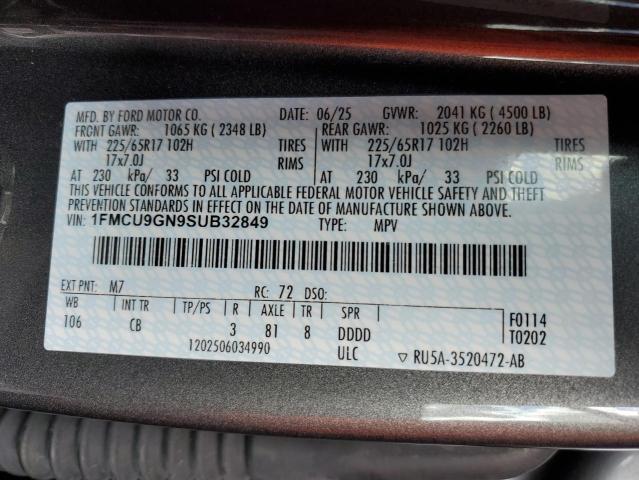 MFD. BY FORD MOTOR CO. DATE: 06/25 GVWR: 2041 KG ( 4500 LB)
FRONT GAWR: 1065 KG ( 2348 LB) REAR GAWR: 1025 KG ( 2260 LB)
WITH 225/65R17 102H TIRES WITH 225/65R17 102H TIRES
17x7.0J RIMS 17x7.0J RIMS
AT 230 kPa/ 33 PSI COLD AT 230 kPa/ 33 PSI COLD
THIS VEHICLE CONFORMS TO ALL APPLICABLE FEDERAL MOTOR VEHICLE SAFETY AND THEFT
PREVENTION STANDARDS IN EFFECT ON THE DATE OF MANUFACTURE SHOWN ABOVE.
VIN: 1FMCU9GN9SUB32849 TYPE: MPV
EXT PNT: M7 RC: 72 DSO:
WB INT TR TP/PS R AXLE TR SPR F0114
106 CB 3 81 8 DDDD T0202
1202506034990 ULC ▽ RU5A-3520472-AB